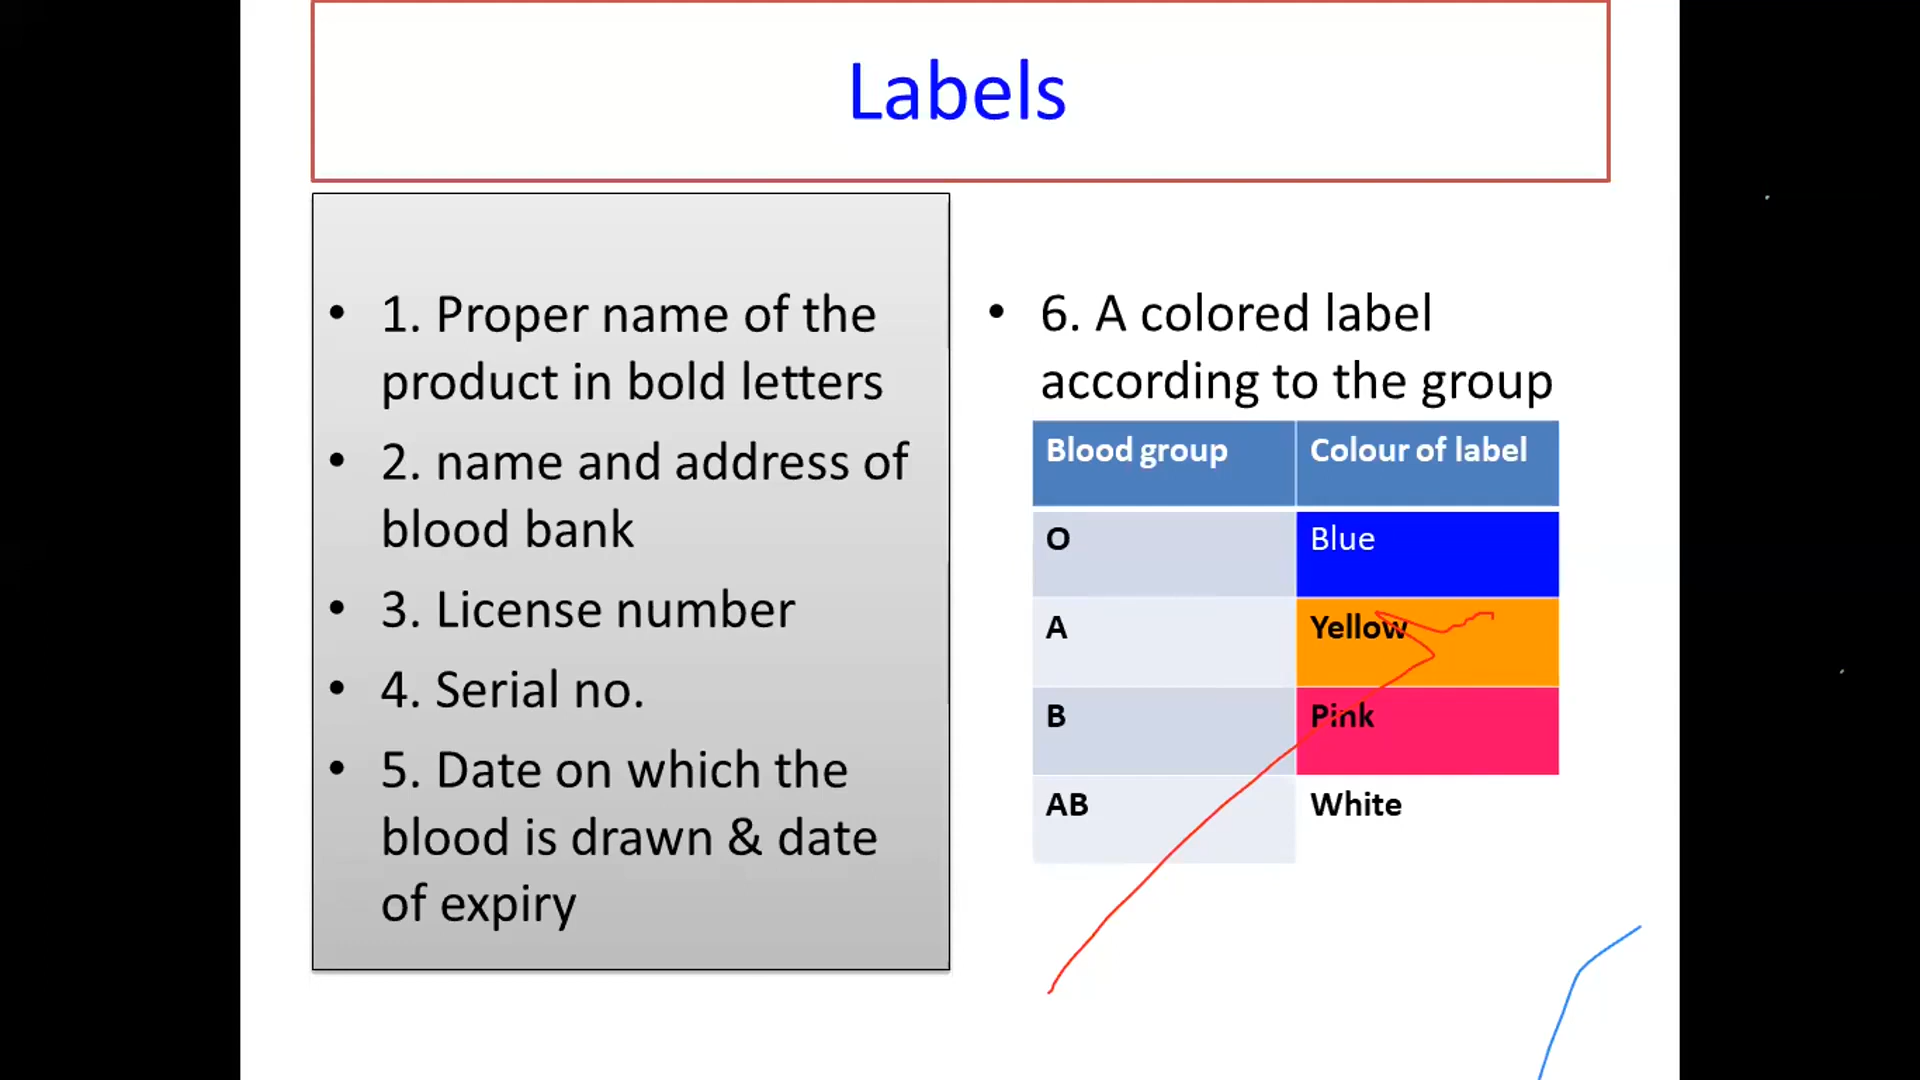 Labels
• 1. Proper name of the
product in bold letters
• 2. name and address of
blood bank
• 3. License number
• 4. Serial no.
• 5. Date on which the
blood is drawn & date
of expiry
• 6. A colored label
according to the group
Blood group Colour of label
O Blue
A Yellow
B Pink
AB White